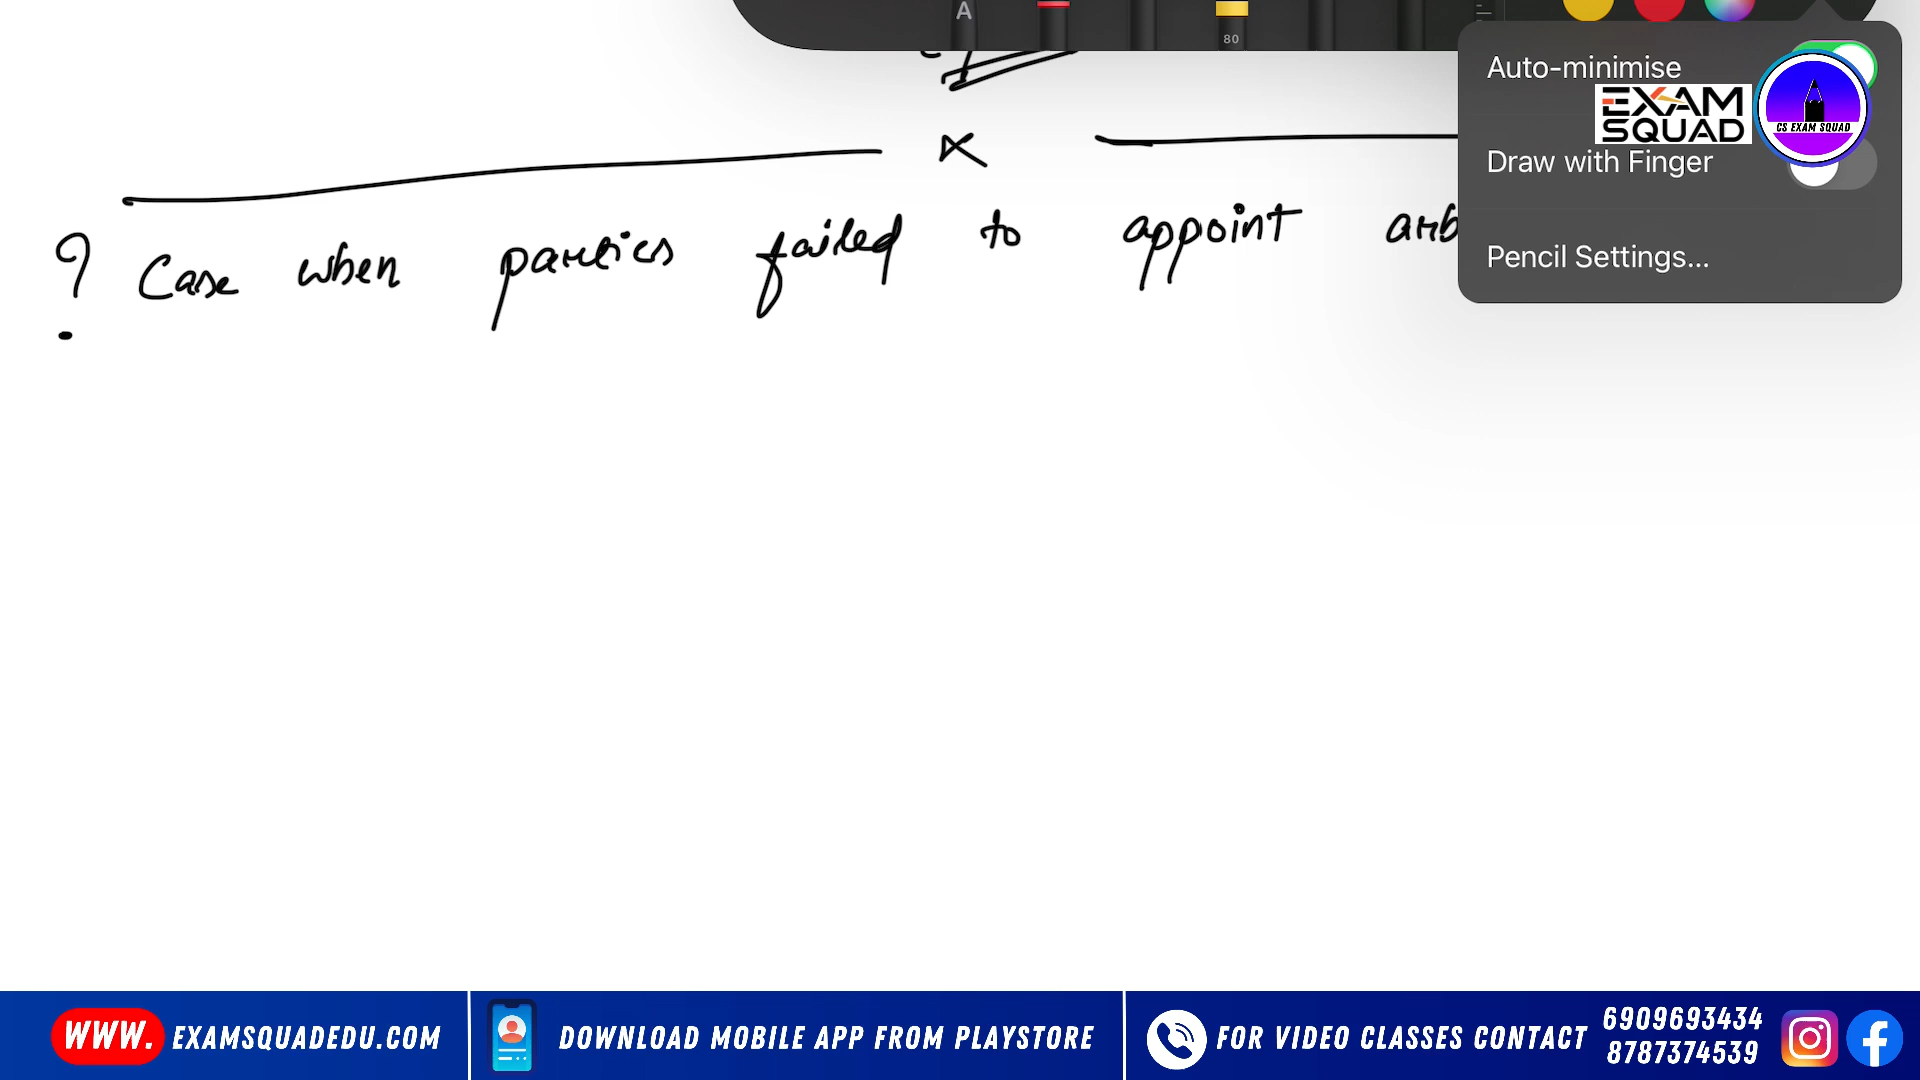 A
80
Auto-minimise
EXAM
SQUAD
CS EXAM SQUAD
Draw with Finger
Pencil Settings...
? Case when parties failed to appoint arb
WWW. EXAMSQUADEDU.COM
DOWNLOAD MOBILE APP FROM PLAYSTORE
FOR VIDEO CLASSES CONTACT
6909693434
8787374539